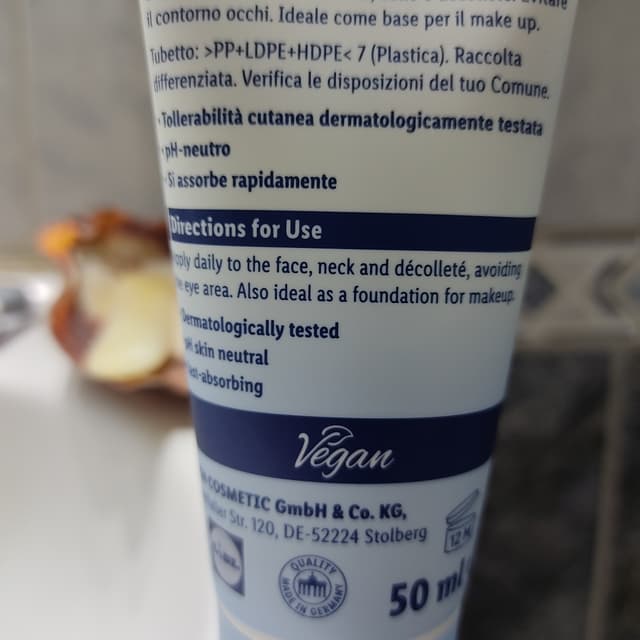 il contorno occhi. Ideale come base per il make up.
Tubetto: >PP+LDPE+HDPE< 7 (Plastica). Raccolta
differenziata. Verifica le disposizioni del tuo Comune.
· Tollerabilità cutanea dermatologicamente testata
· pH-neutro
· Si assorbe rapidamente
Directions for Use
daily to the face, neck and décolleté, avoiding
eye area. Also ideal as a foundation for makeup.
Dermatologically tested
pH skin neutral
-absorbing
Vegan
COSMETIC GmbH & Co. KG,
Str. 120, DE-52224 Stolberg
12 M
QUALITY
MADE IN GERMANY
50 ml